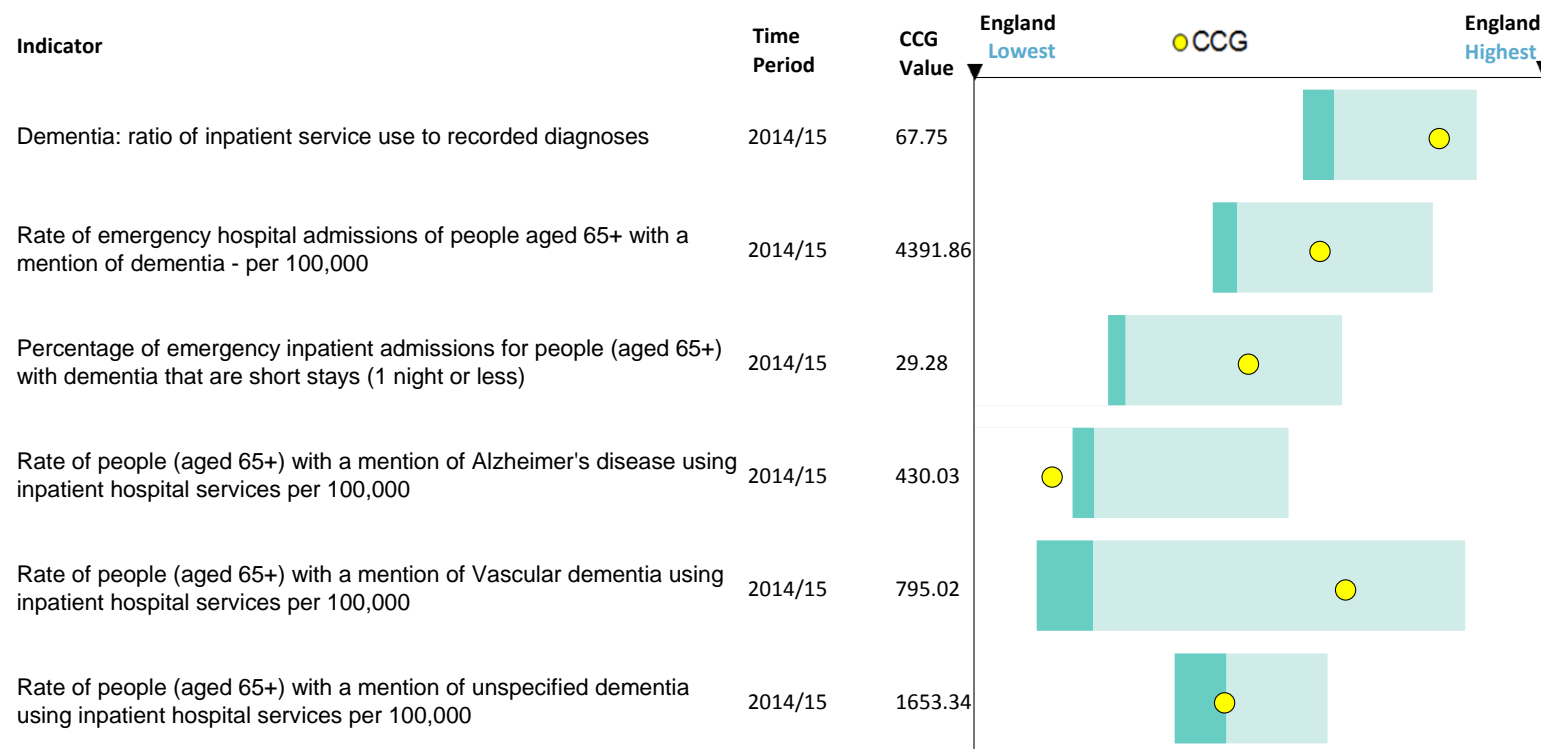 Indicator
Time
Period
CCG
Value
England
Lowest
CCG
England
Highest
Dementia: ratio of inpatient service use to recorded diagnoses
2014/15
67.75
Rate of emergency hospital admissions of people aged 65+ with a
mention of dementia - per 100,000
2014/15
4391.86
Percentage of emergency inpatient admissions for people (aged 65+)
with dementia that are short stays (1 night or less)
2014/15
29.28
Rate of people (aged 65+) with a mention of Alzheimer's disease using
inpatient hospital services per 100,000
2014/15
430.03
Rate of people (aged 65+) with a mention of Vascular dementia using
inpatient hospital services per 100,000
2014/15
795.02
Rate of people (aged 65+) with a mention of unspecified dementia
using inpatient hospital services per 100,000
2014/15
1653.34